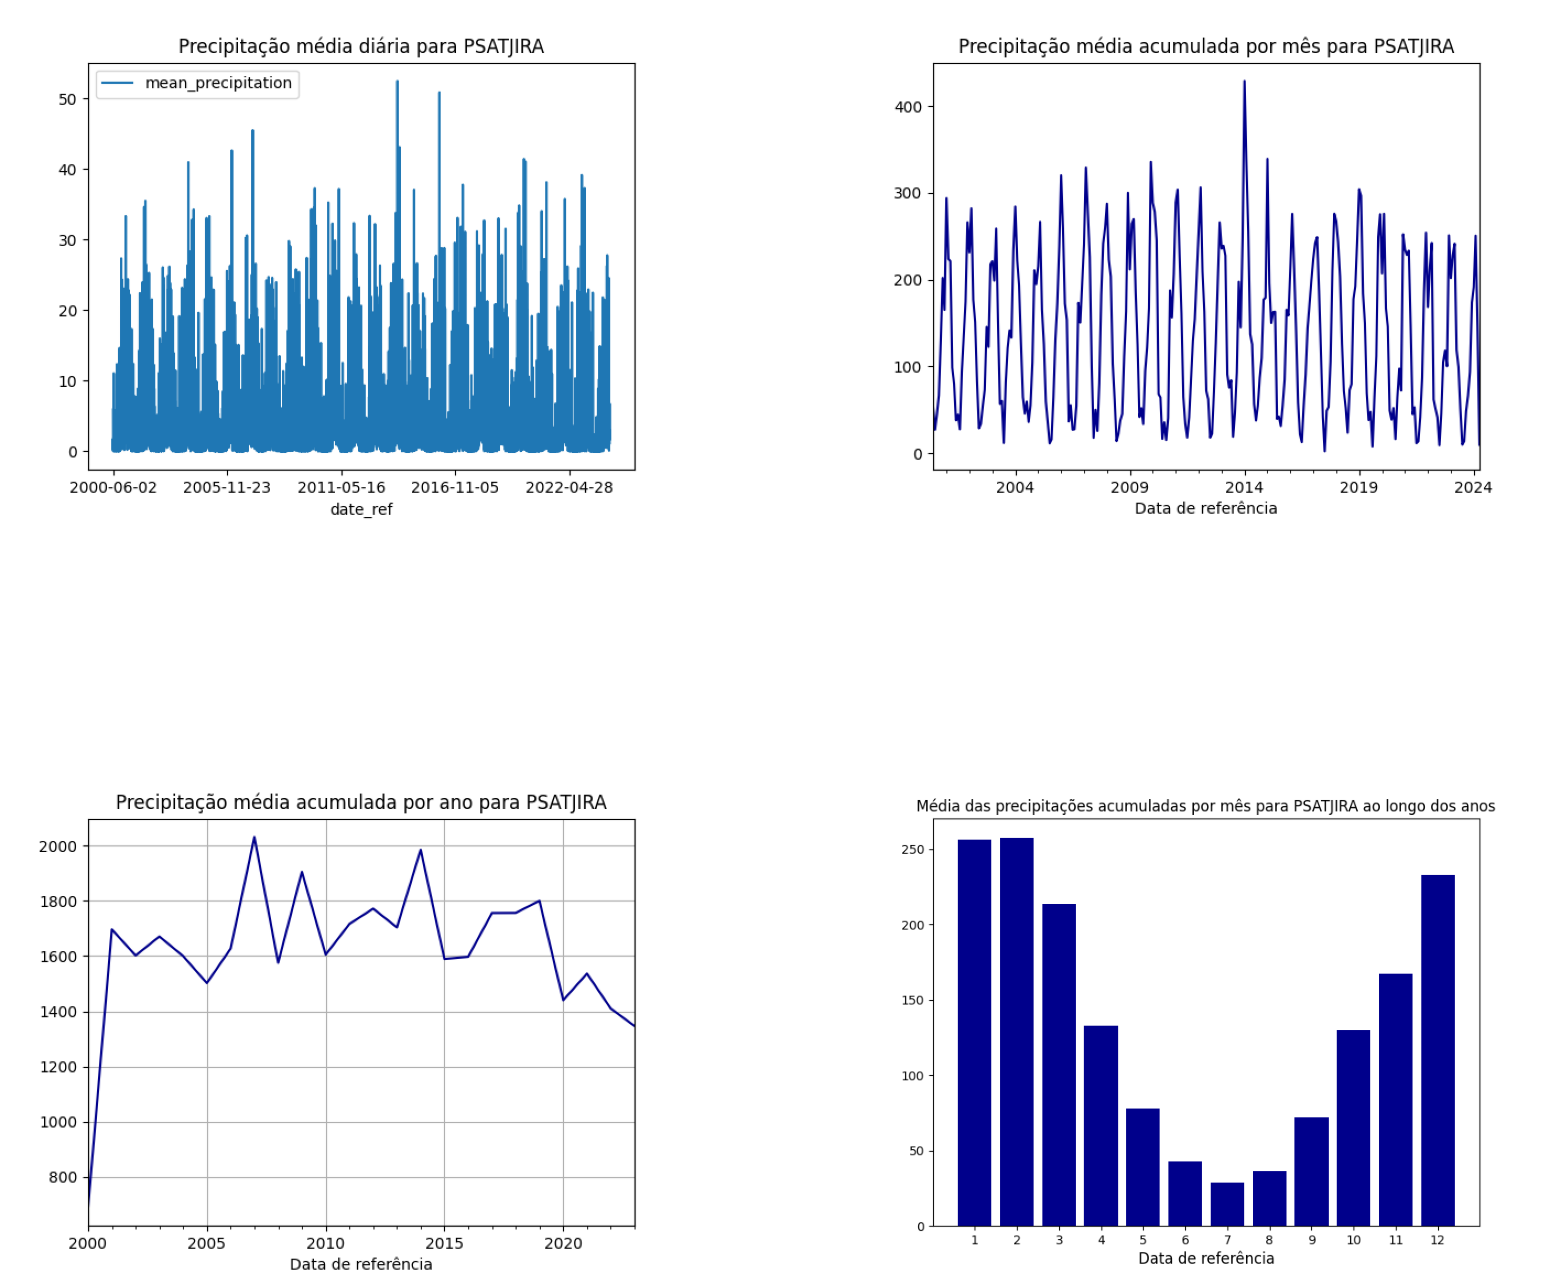 Precipitação média diária para PSATJIRA
mean_precipitation
50
40
30
20
10
0
2000-06-02 2005-11-23 2011-05-16 2016-11-05 2022-04-28
date_ref
Precipitação média acumulada por mês para PSATJIRA
400
300
200
100
0
2004 2009 2014 2019 2024
Data de referência
Precipitação média acumulada por ano para PSATJIRA
2000
1800
1600
1400
1200
1000
800
2000 2005 2010 2015 2020
Data de referência
Média das precipitações acumuladas por mês para PSATJIRA ao longo dos anos
250
200
150
100
50
0
1 2 3 4 5 6 7 8 9 10 11 12
Data de referência